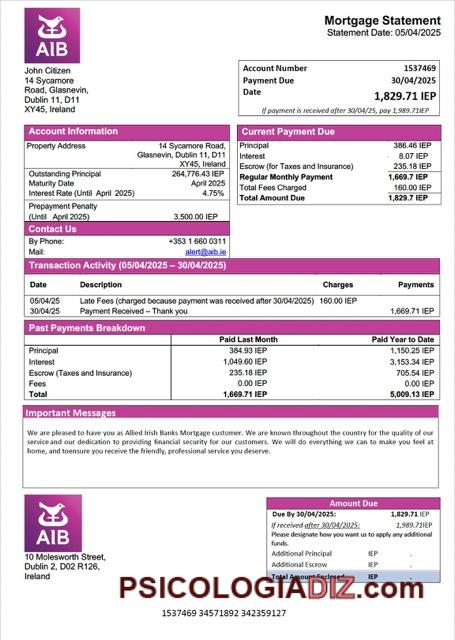 AIB
Mortgage Statement
Statement Date: 05/04/2025
John Citizen
14 Sycamore
Road, Glasnevin,
Dublin 11, D11
XY45, Ireland
Account Number 1537469
Payment Due 30/04/2025
Date 1,829.71 IEP
If payment is received after 30/04/25, pay 1,989.71IEP
Account Information
Property Address 14 Sycamore Road,
Glasnevin, Dublin 11, D11
XY45, Ireland
Outstanding Principal 264,776.43 IEP
Maturity Date April 2025
Interest Rate (Until April 2025) 4.75%
Prepayment Penalty
(Until April 2025) 3,500.00 IEP
Contact Us
By Phone: +353 1 660 0311
Mail: alert@aib.ie
Current Payment Due
Principal 386.46 IEP
Interest 8.07 IEP
Escrow (for Taxes and Insurance) 235.18 IEP
Regular Monthly Payment 1,669.7 IEP
Total Fees Charged 160.00 IEP
Total Amount Due 1,829.7 IEP
Transaction Activity (05/04/2025 – 30/04/2025)
Date Description Charges Payments
05/04/25 Late Fees (charged because payment was received after 30/04/2025) 160.00 IEP
30/04/25 Payment Received – Thank you 1,669.71 IEP
Past Payments Breakdown
Paid Last Month Paid Year to Date
Principal 384.93 IEP 1,150.25 IEP
Interest 1,049.60 IEP 3,153.34 IEP
Escrow (Taxes and Insurance) 235.18 IEP 705.54 IEP
Fees 0.00 IEP 0.00 IEP
Total 1,669.71 IEP 5,009.13 IEP
Important Messages
We are pleased to have you as Allied Irish Banks Mortgage customer. We are known throughout the country for the quality of our
service and our dedication to providing financial security for our customers. We will do everything we can to make you feel at
home, and toensure you receive the friendly, professional service you deserve.
AIB
10 Molesworth Street,
Dublin 2, D02 R126,
Ireland
Amount Due
Due By 30/04/2025: 1,829.71 IEP
If received after 30/04/2025: 1,989.71IEP
Please designate how you want us to apply any additional
funds.
Additional Principal IEP .
Additional Escrow IEP .
Total Amount Enclosed IEP .
PSICOLOGIADIZ.com
1537469 34571892 342359127